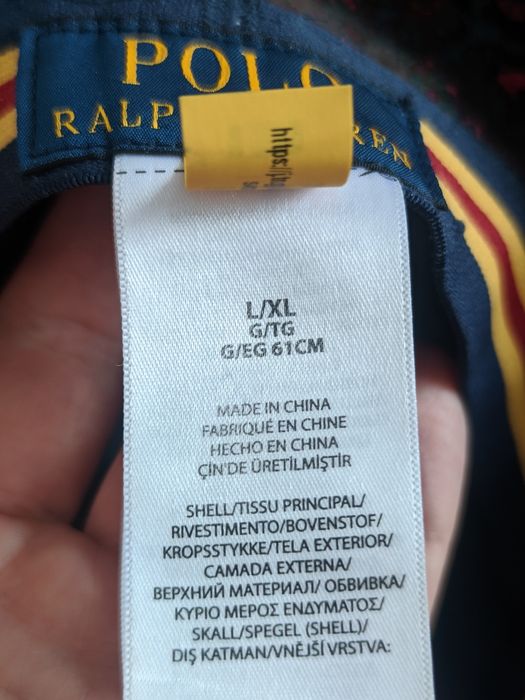 POLO
RALP REN
https://
L/XL
G/TG
G/EG 61CM
MADE IN CHINA
FABRIQUÉ EN CHINE
HECHO EN CHINA
ÇİN'DE ÜRETİLMİŞTİR
SHELL/TISSU PRINCIPAL/
RIVESTIMENTO/BOVENSTOF/
KROPSSTYKKE/TELA EXTERIOR/
CAMADA EXTERNA/
ВЕРХНИЙ МАТЕРИАЛ/ ОБВИВКА/
ΚΥΡΙΟ ΜΕΡΟΣ ΕΝΔΥΜΑΤΟΣ/
SKALL/SPEGEL (SHELL)/
DIŞ KATMAN/VNĚJŠÍ VRSTVA: